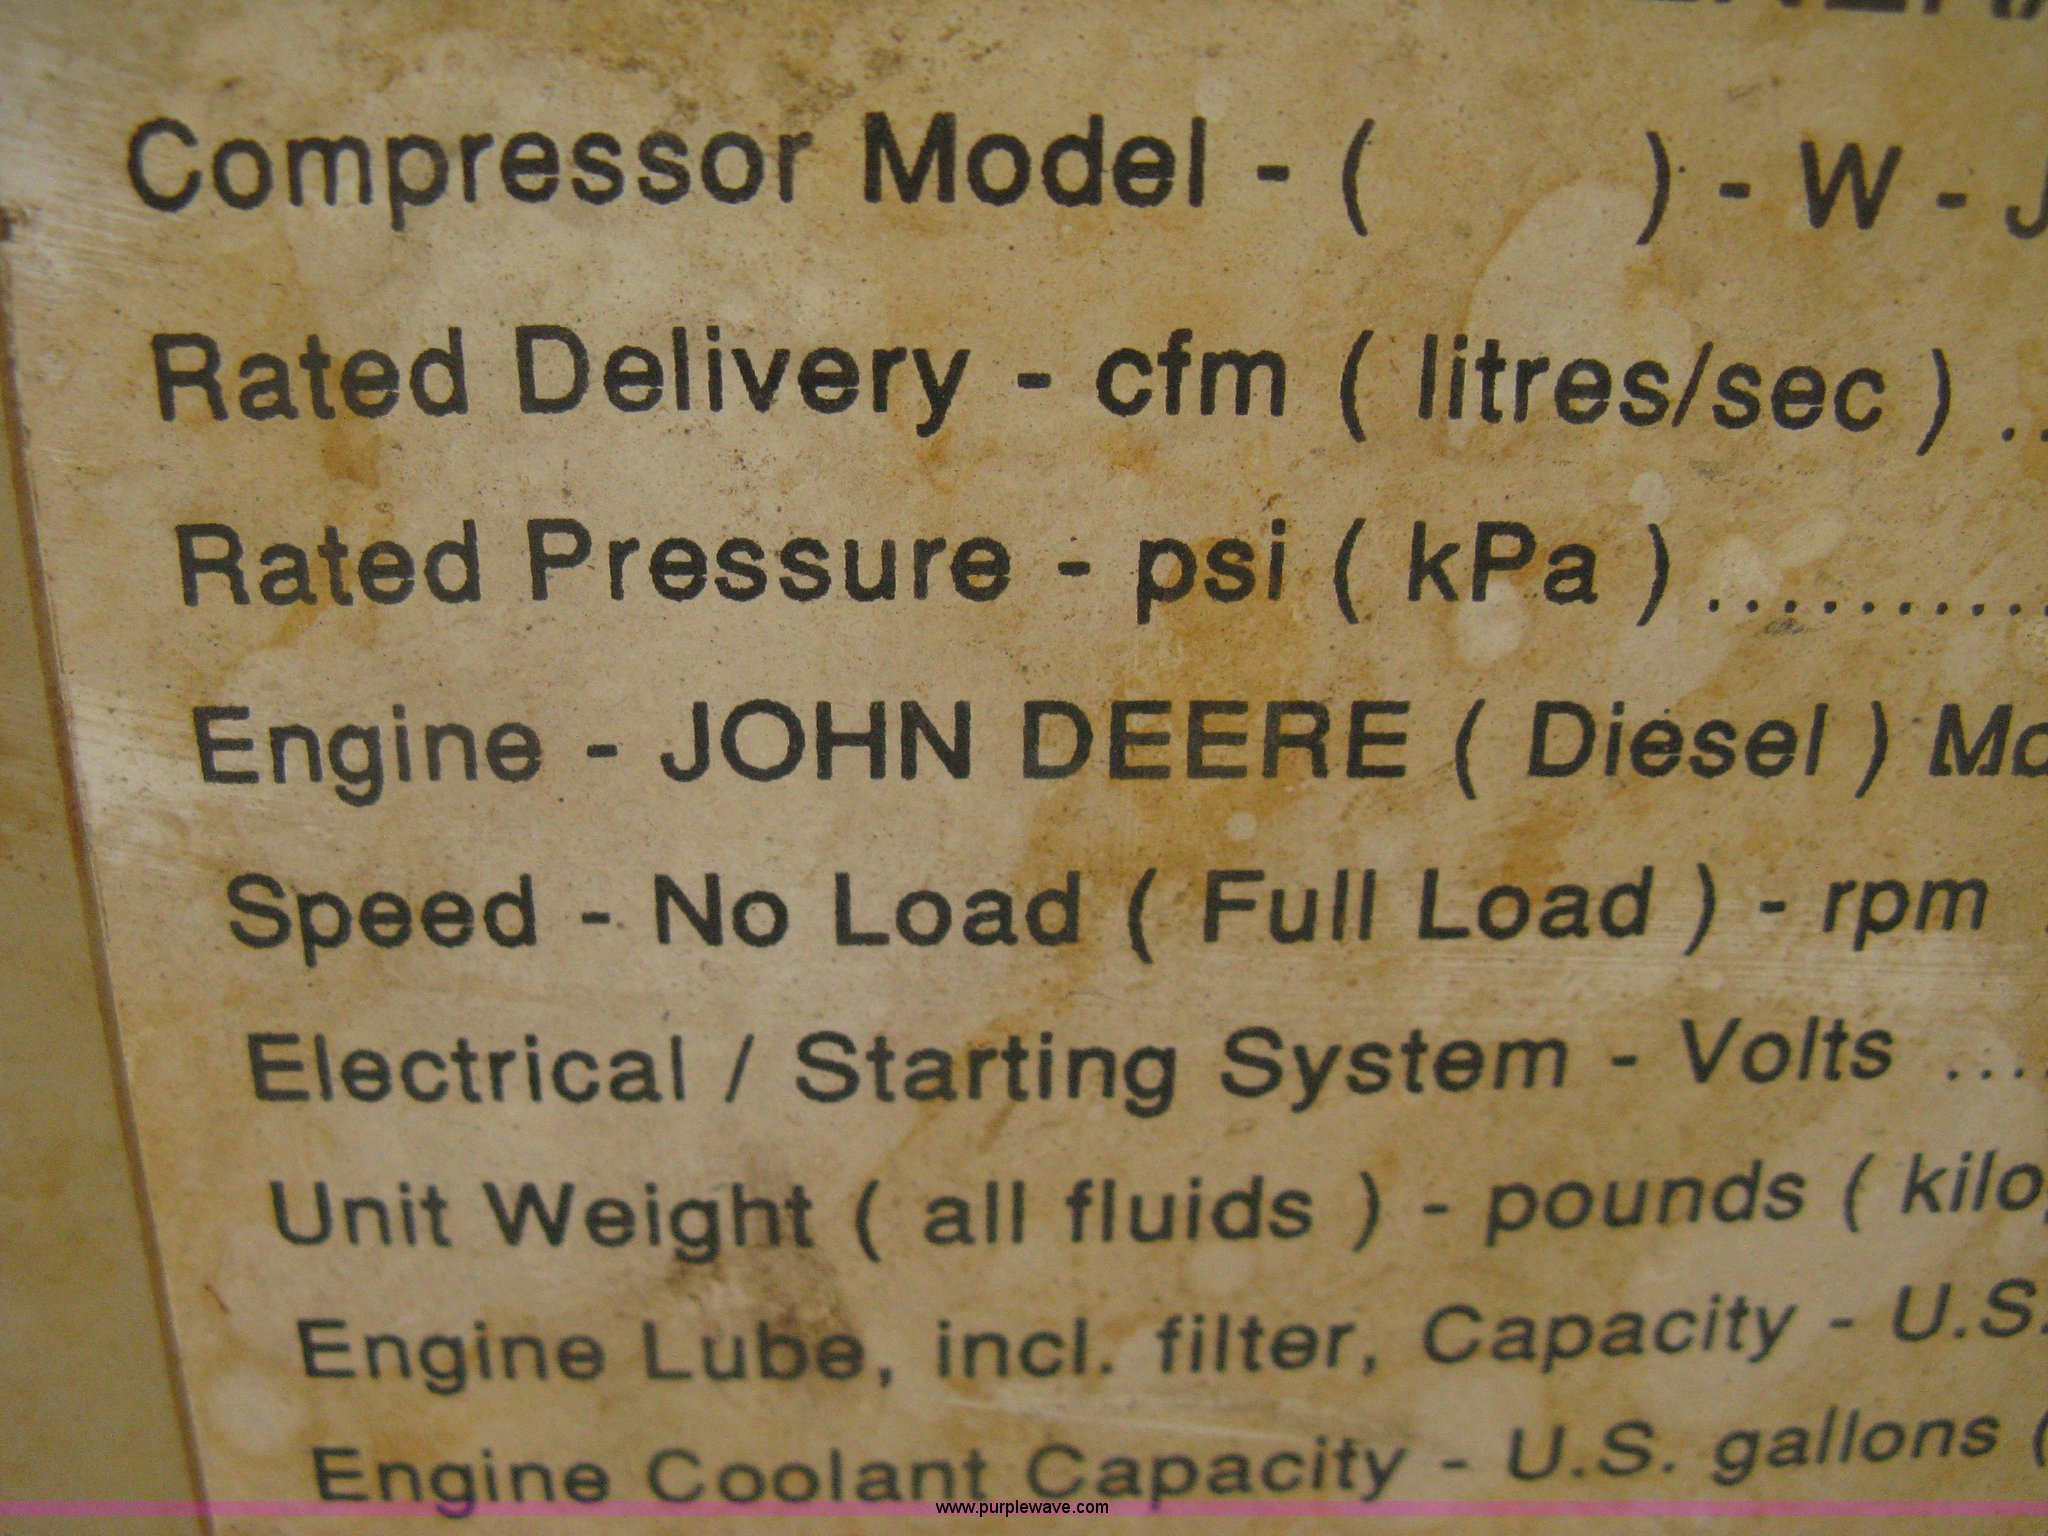 Compressor Model - ( ) - W - J
Rated Delivery - cfm ( litres/sec ) ..
Rated Pressure - psi ( kPa ) ...........
Engine - JOHN DEERE ( Diesel ) Mo
Speed - No Load ( Full Load ) - rpm .
Electrical / Starting System - Volts ....
Unit Weight ( all fluids ) - pounds ( kilo
Engine Lube, incl. filter, Capacity - U.S.
Engine Coolant Capacity - U.S. gallons (
www.purplewave.com